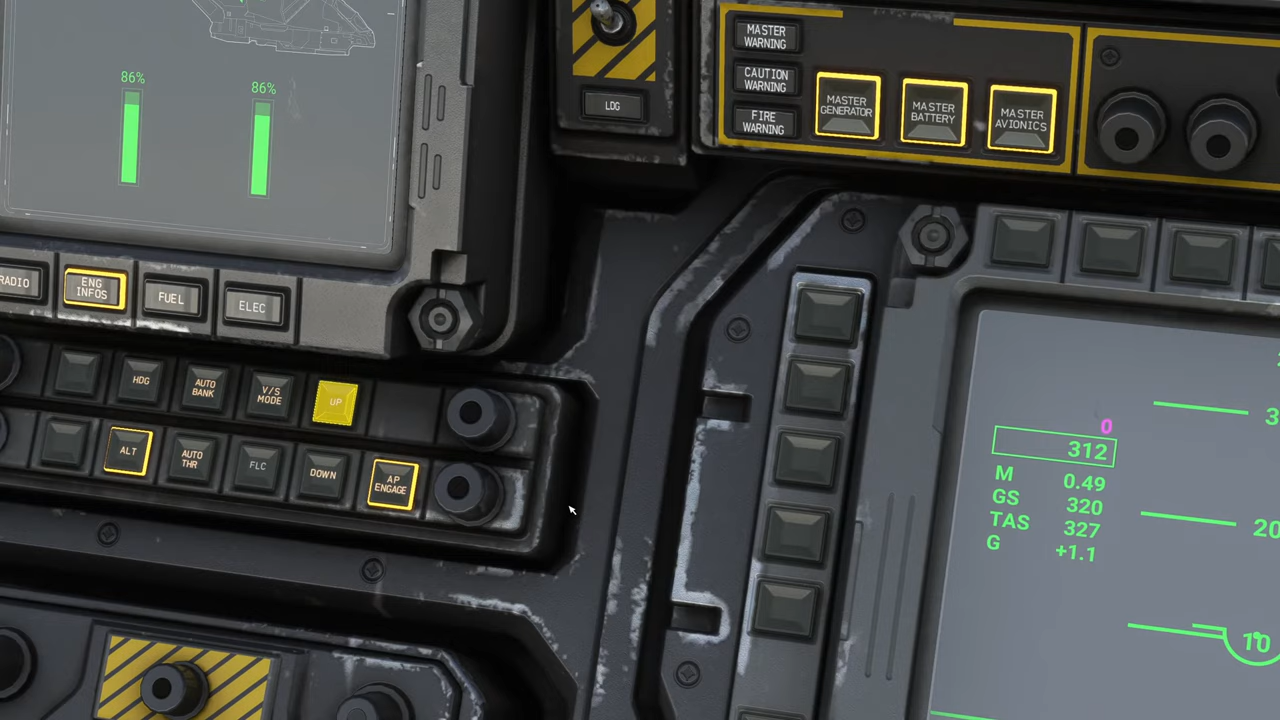 86%
86%
RADIO
ENG
INFOS
FUEL
ELEC
HDG
AUTO
BANK
V/S
MODE
UP
ALT
AUTO
THR
FLC
DOWN
AP
ENGAGE
LDG
MASTER
WARNING
CAUTION
WARNING
FIRE
WARNING
MASTER
GENERATOR
MASTER
BATTERY
MASTER
AVIONICS
0
312
M 0.49
GS 320
TAS 327
G +1.1
20
10